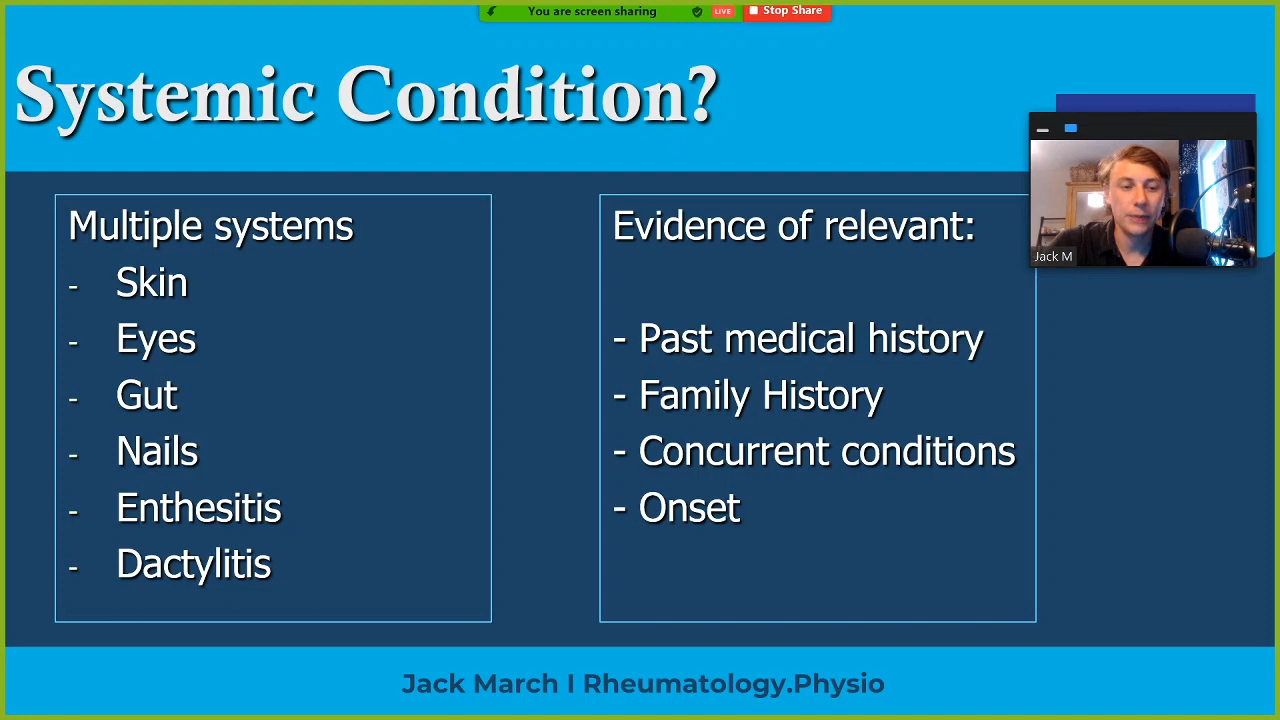 You are screen sharing LIVE Stop Share
Systemic Condition?
Multiple systems
- Skin
- Eyes
- Gut
- Nails
- Enthesitis
- Dactylitis
Evidence of relevant:
- Past medical history
- Family History
- Concurrent conditions
- Onset
Jack M
Jack March I Rheumatology.Physio